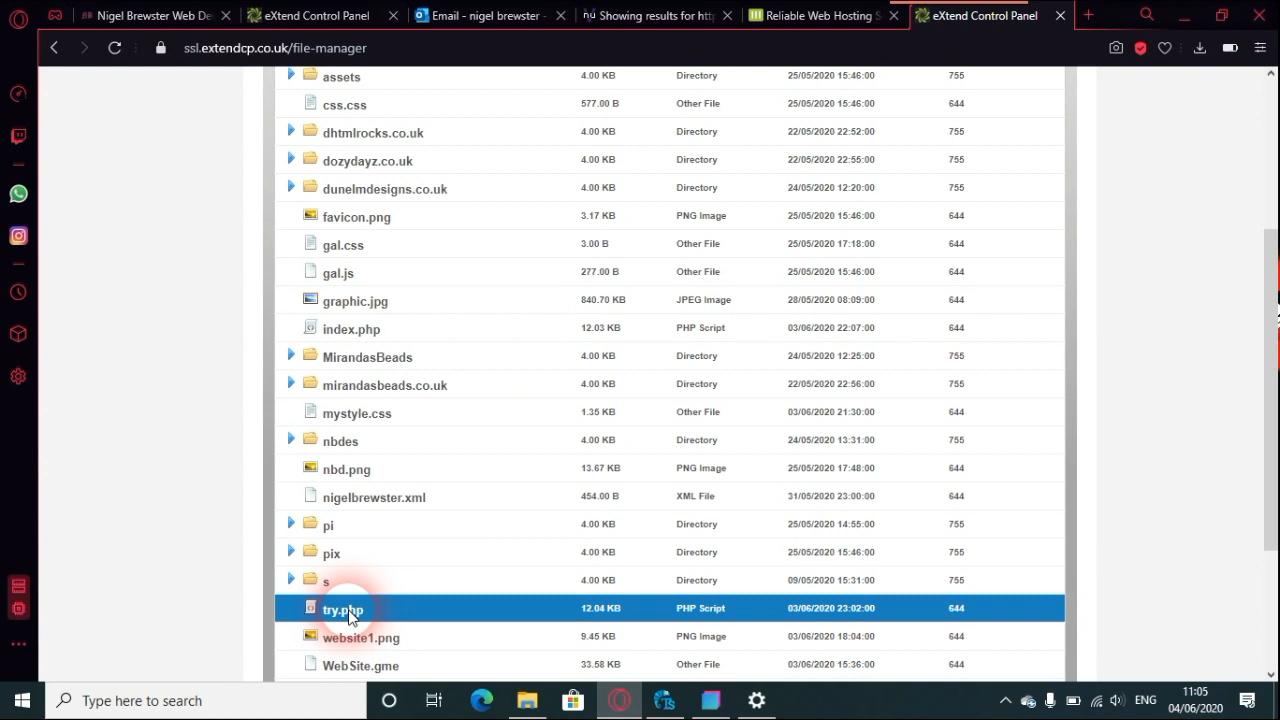 Nigel Brewster Web De
eXtend Control Panel
Email - nigel brewster -
Showing results for http
Reliable Web Hosting S
eXtend Control Panel
ssl.extendcp.co.uk/file-manager
assets 4.00 KB Directory 25/05/2020 15:46:00 755
css.css 577.00 B Other File 25/05/2020 15:46:00 644
dhtmlrocks.co.uk 4.00 KB Directory 22/05/2020 22:52:00 755
dozydayz.co.uk 4.00 KB Directory 22/05/2020 22:55:00 755
dunelmdesigns.co.uk 4.00 KB Directory 24/05/2020 12:20:00 755
favicon.png 3.17 KB PNG Image 25/05/2020 15:46:00 644
gal.css 3.00 B Other File 25/05/2020 17:18:00 644
gal.js 277.00 B Other File 25/05/2020 15:46:00 644
graphic.jpg 840.70 KB JPEG Image 28/05/2020 08:09:00 644
index.php 12.03 KB PHP Script 03/06/2020 22:07:00 644
MirandasBeads 4.00 KB Directory 24/05/2020 12:25:00 755
mirandasbeads.co.uk 4.00 KB Directory 22/05/2020 22:56:00 755
mystyle.css 1.35 KB Other File 03/06/2020 21:30:00 644
nbdes 4.00 KB Directory 24/05/2020 13:31:00 755
nbd.png 13.67 KB PNG Image 25/05/2020 17:48:00 644
nigelbrewster.xml 454.00 B XML File 31/05/2020 23:00:00 644
pi 4.00 KB Directory 25/05/2020 14:55:00 755
pix 4.00 KB Directory 25/05/2020 15:46:00 755
s 4.00 KB Directory 09/05/2020 15:31:00 755
try.php 12.04 KB PHP Script 03/06/2020 23:02:00 644
website1.png 9.45 KB PNG Image 03/06/2020 18:04:00 644
WebSite.gme 33.58 KB Other File 03/06/2020 15:36:00 644
Type here to search
ENG
11:05
04/06/2020